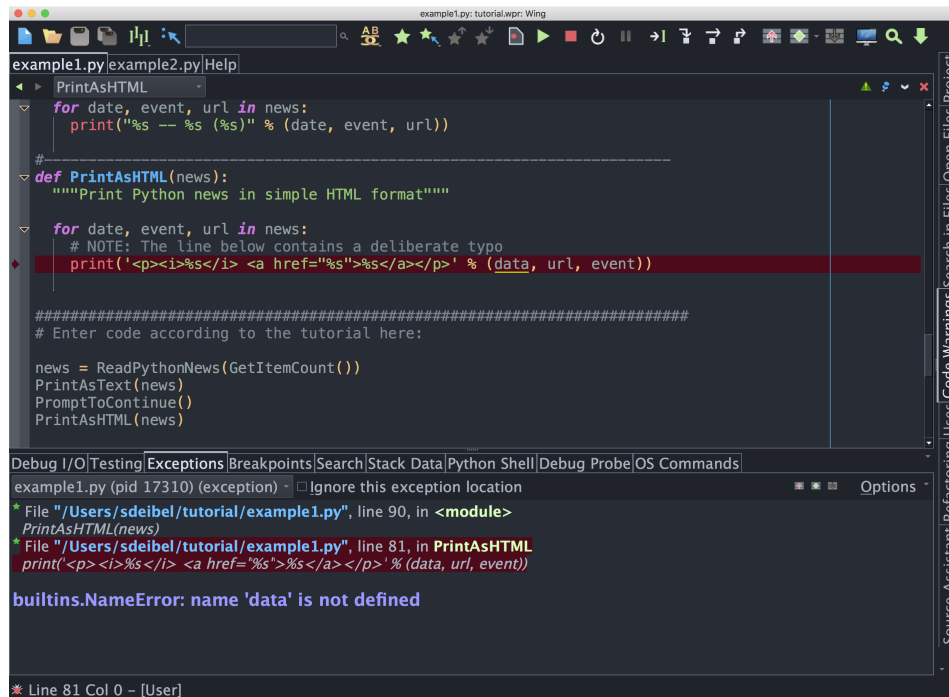 example1.py: tutorial.wpr: Wing
example1.py example2.py Help
PrintAsHTML
for date, event, url in news:
print("%s -- %s (%s)" % (date, event, url))
#-----------------------------------------------------------------------
def PrintAsHTML(news):
"""Print Python news in simple HTML format"""
for date, event, url in news:
# NOTE: The line below contains a deliberate typo
print('<p><i>%s</i> <a href="%s">%s</a></p>' % (data, url, event))
##########################################################################
# Enter code according to the tutorial here:
news = ReadPythonNews(GetItemCount())
PrintAsText(news)
PromptToContinue()
PrintAsHTML(news)
Debug I/O Testing Exceptions Breakpoints Search Stack Data Python Shell Debug Probe OS Commands
example1.py (pid 17310) (exception) Ignore this exception location Options
File "/Users/sdeibel/tutorial/example1.py", line 90, in <module>
PrintAsHTML(news)
File "/Users/sdeibel/tutorial/example1.py", line 81, in PrintAsHTML
print('<p><i>%s</i> <a href="%s">%s</a></p>' % (data, url, event))
builtins.NameError: name 'data' is not defined
Line 81 Col 0 – [User]
Project
Open Files
Search in Files
Code Warnings
Uses
Refactoring
Source Assistant